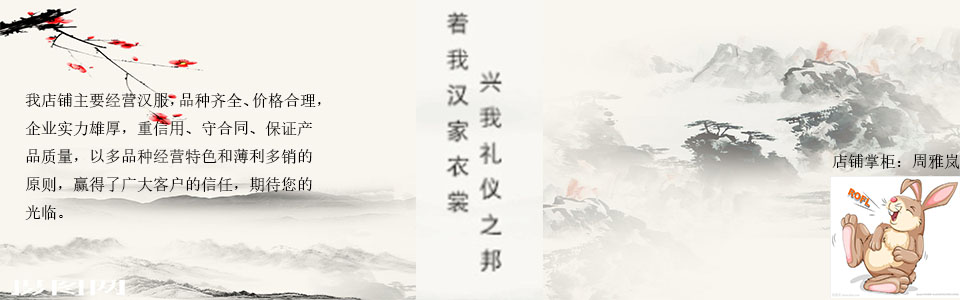 我店铺主要经营汉服，品种齐全、价格合理，
企业实力雄厚，重信用、守合同、保证产
品质量，以多品种经营特色和薄利多销的
原则，赢得了广大客户的信任，期待您的
光临。
若我汉家衣裳
兴我礼仪之邦
店铺掌柜：周雅岚
ROFL